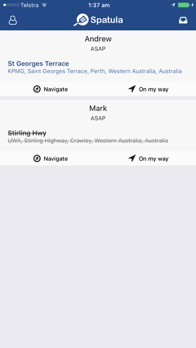 Telstra
1:37 am
Spatula
Andrew
ASAP
St Georges Terrace
KPMG, Saint Georges Terrace, Perth, Western Australia, Australia
Navigate
On my way
Mark
ASAP
Stirling Hwy
UWA, Stirling Highway, Crawley, Western Australia, Australia
Navigate
On my way